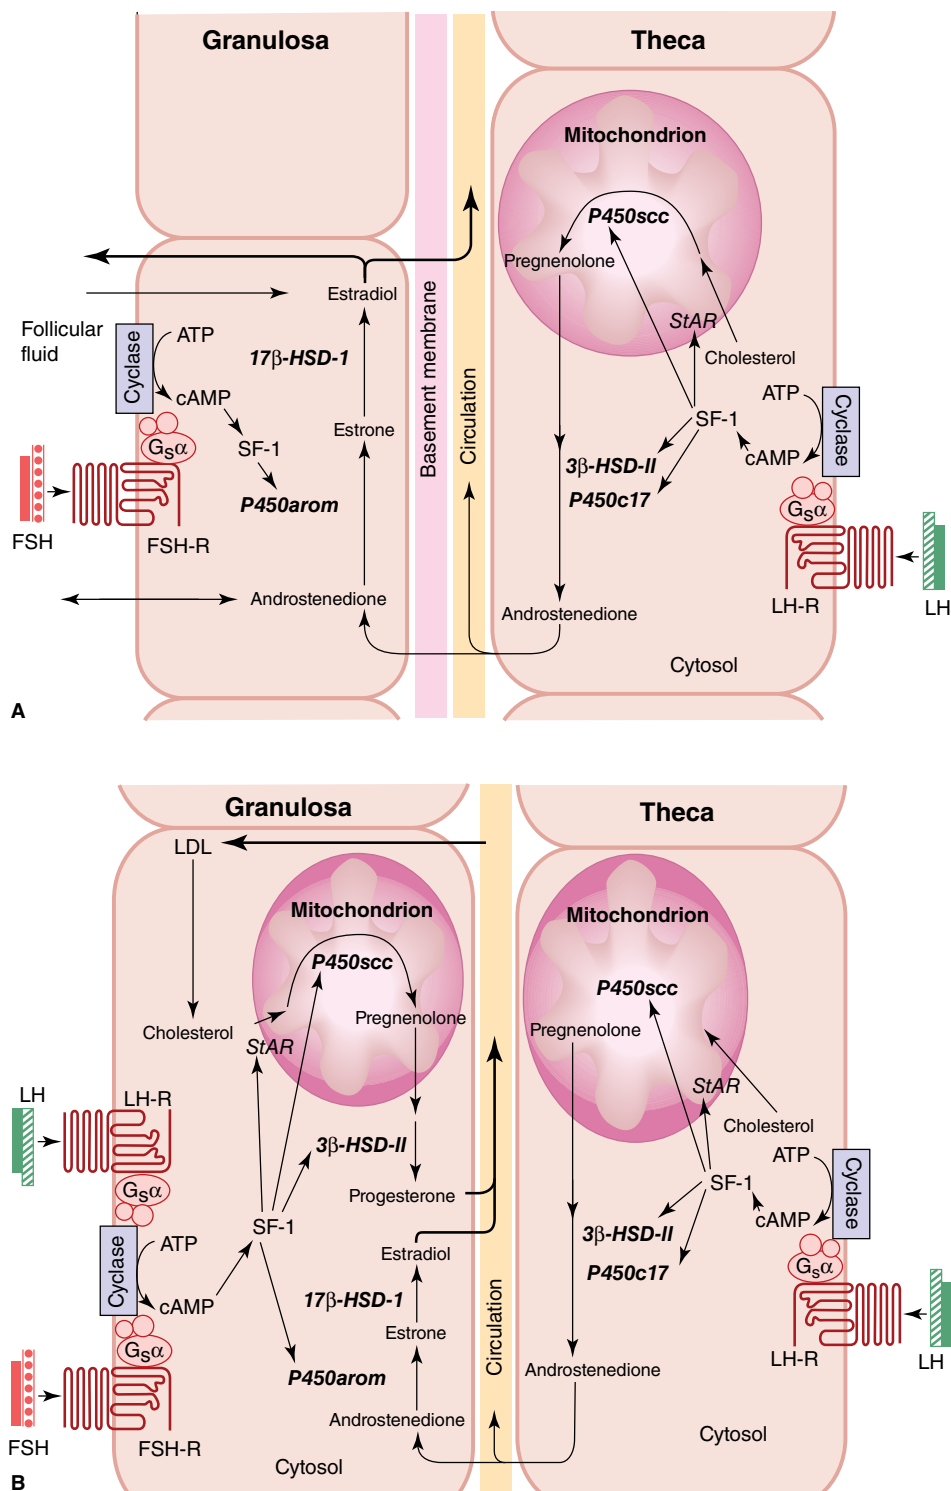 Granulosa
Theca
Mitochondrion
P450scc
Pregnenolone
Estradiol
StAR
Follicular
fluid
Cyclase
ATP
17β-HSD-1
Basement membrane
Circulation
Cholesterol
ATP
Cyclase
cAMP
SF-1
Estrone
SF-1
cAMP
Gsα
3β-HSD-II
P450c17
P450arom
Gsα
FSH
FSH-R
LH-R
LH
Androstenedione
Androstenedione
Cytosol
A
Granulosa
Theca
LDL
Mitochondrion
Mitochondrion
P450scc
P450scc
Pregnenolone
Pregnenolone
Cholesterol
StAR
StAR
LH
LH-R
Cholesterol
3β-HSD-II
ATP
Cyclase
Gsα
SF-1
Progesterone
cAMP
SF-1
Cyclase
ATP
Estradiol
3β-HSD-II
P450c17
Gsα
cAMP
17β-HSD-1
Estrone
Circulation
Gsα
P450arom
LH-R
LH
Androstenedione
Androstenedione
FSH
FSH-R
Cytosol
Cytosol
B